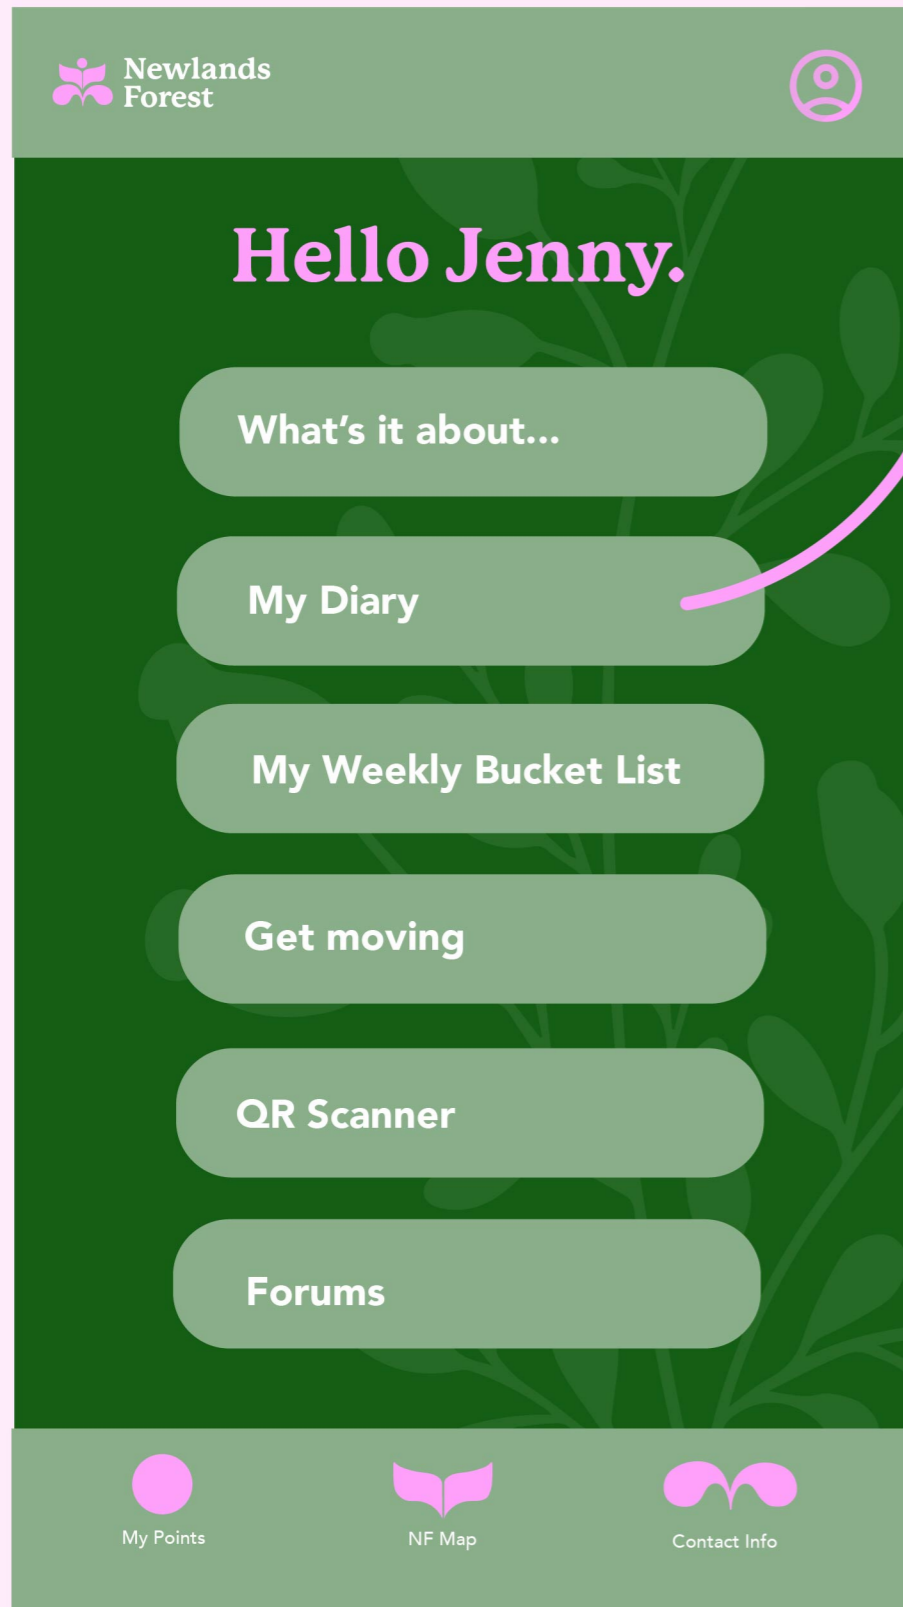 Newlands
Forest
Hello Jenny.
What's it about...
My Diary
My Weekly Bucket List
Get moving
QR Scanner
Forums
My Points
NF Map
Contact Info